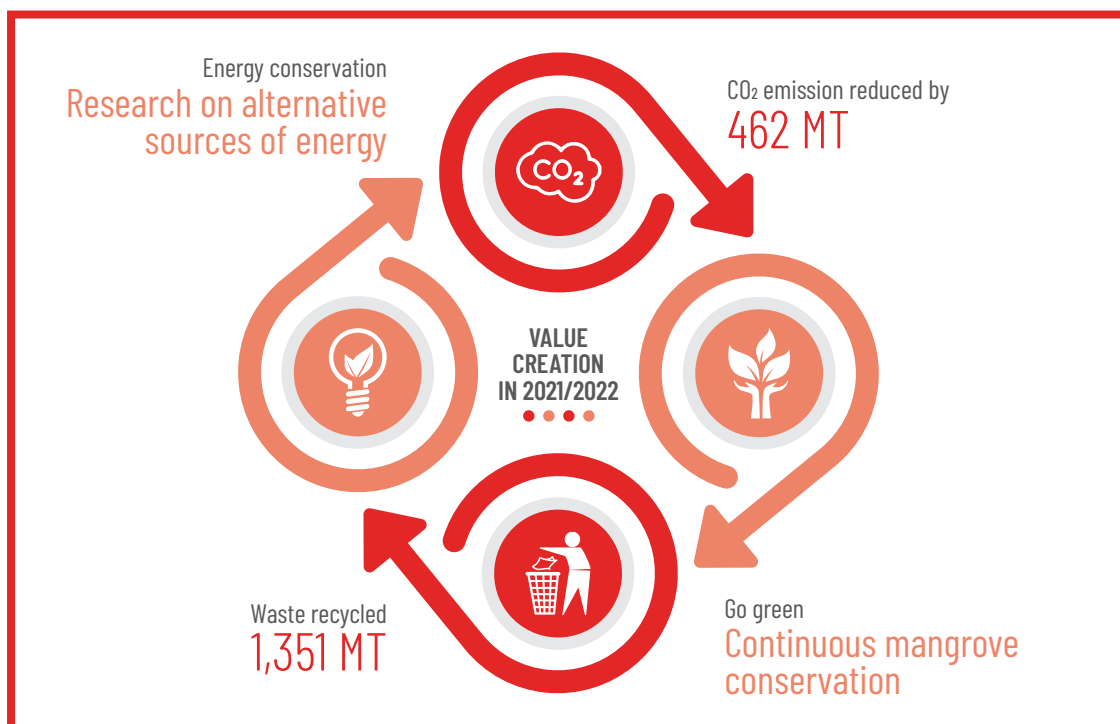 Energy conservation
Research on alternative
sources of energy
CO₂ emission reduced by
462 MT
CO₂
VALUE
CREATION
IN 2021/2022
Waste recycled
1,351 MT
Go green
Continuous mangrove
conservation